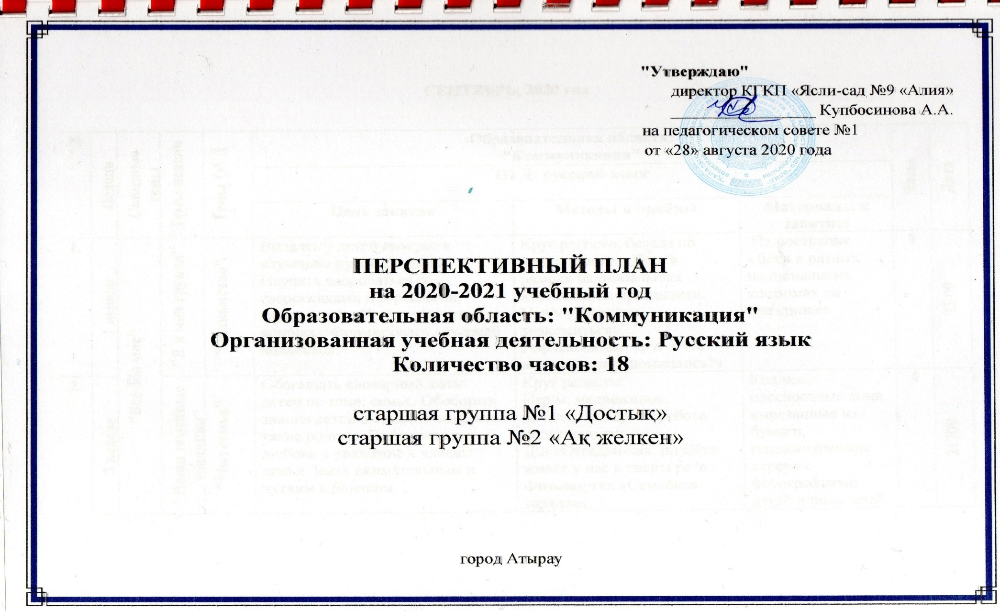 "Утверждаю"
директор КГКП «Ясли-сад №9 «Алия»
Купбосинова А.А.
на педагогическом совете №1
от «28» августа 2020 года
ПЕРСПЕКТИВНЫЙ ПЛАН
на 2020-2021 учебный год
Образовательная область: "Коммуникация"
Организованная учебная деятельность: Русский язык
Количество часов: 18
старшая группа №1 «Достық»
старшая группа №2 «Ақ желкен»
город Атырау